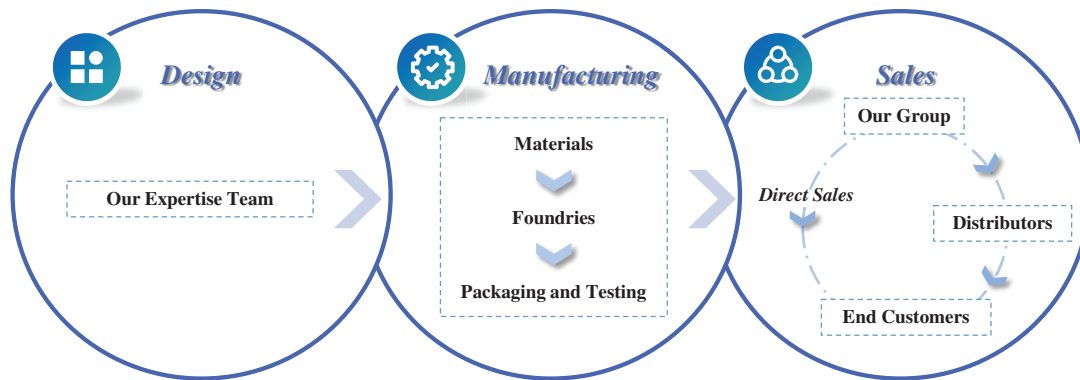 Design
Our Expertise Team
Manufacturing
Materials
Foundries
Packaging and Testing
Sales
Our Group
Direct Sales
Distributors
End Customers